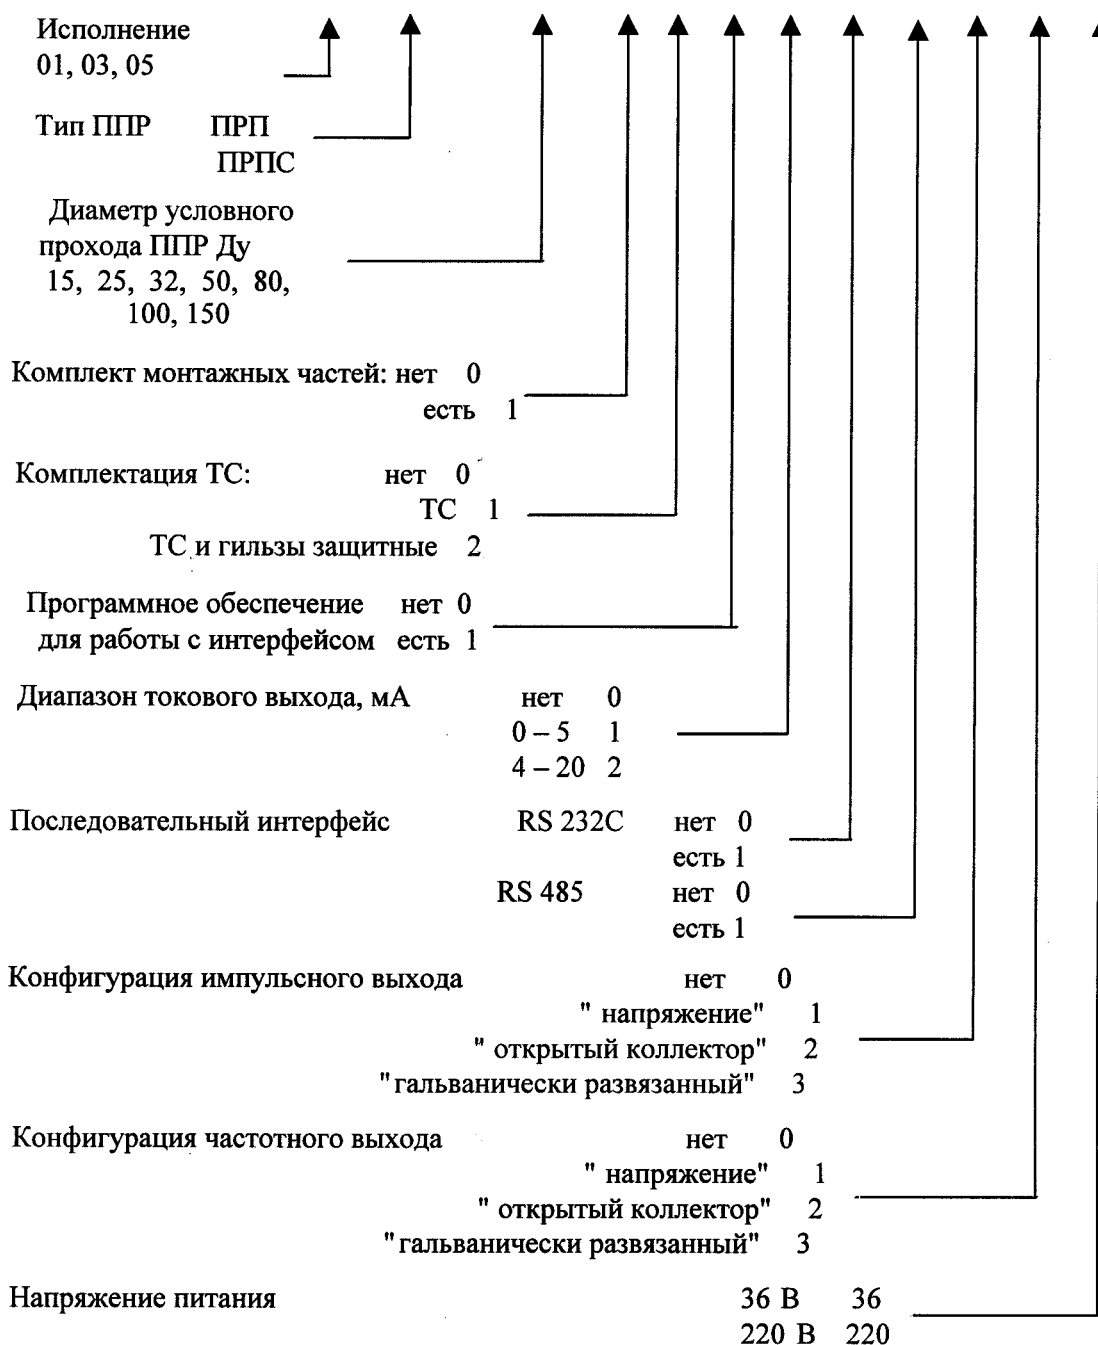 Исполнение
01, 03, 05
Тип ППР ПРП
ПРПС
Диаметр условного
прохода ППР Ду
15, 25, 32, 50, 80,
100, 150
Комплект монтажных частей: нет 0
есть 1
Комплектация ТС: нет 0
ТС 1
ТС и гильзы защитные 2
Программное обеспечение нет 0
для работы с интерфейсом есть 1
Диапазон токового выхода, мА нет 0
0 – 5 1
4 – 20 2
Последовательный интерфейс RS 232C нет 0
есть 1
RS 485 нет 0
есть 1
Конфигурация импульсного выхода нет 0
" напряжение" 1
" открытый коллектор" 2
"гальванически развязанный" 3
Конфигурация частотного выхода нет 0
" напряжение" 1
" открытый коллектор" 2
"гальванически развязанный" 3
Напряжение питания 36 В 36
220 В 220